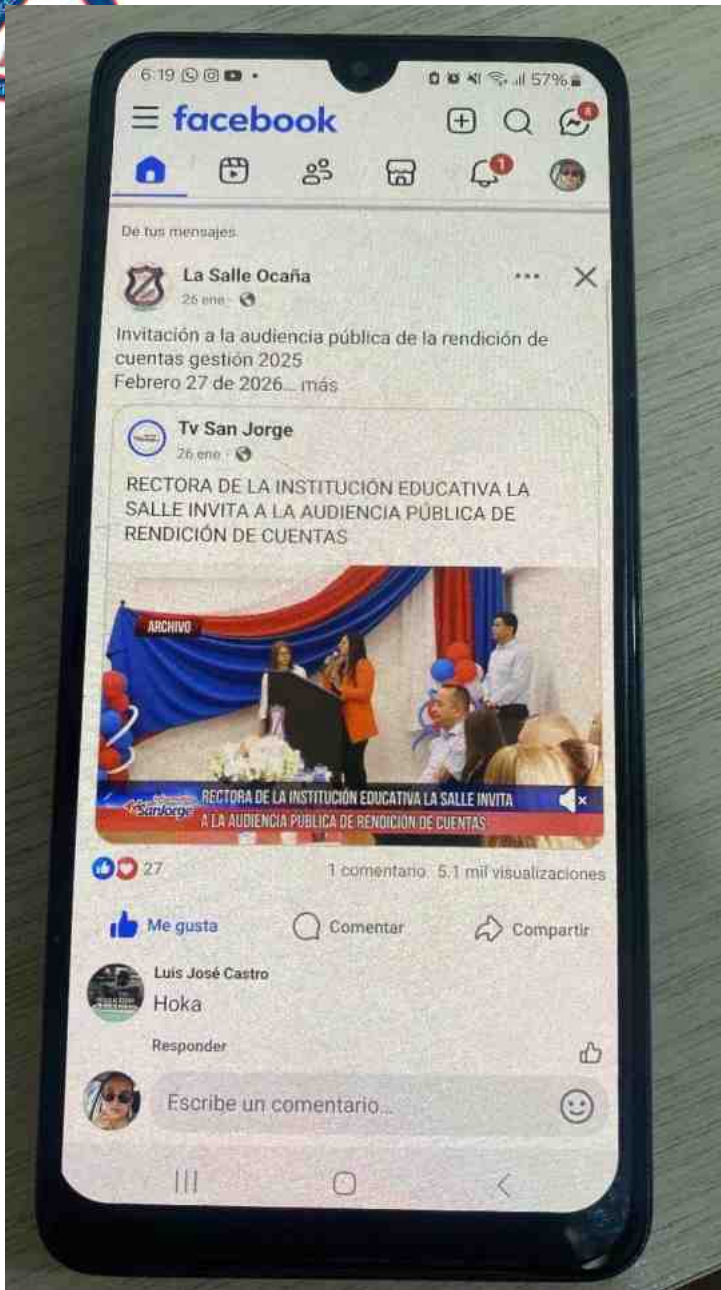 6:19
57%
facebook
4
1
De tus mensajes
La Salle Ocaña
26 ene ·
Invitación a la audiencia pública de la rendición de
cuentas gestión 2025
Febrero 27 de 2026... más
Tv San Jorge
26 ene ·
RECTORA DE LA INSTITUCIÓN EDUCATIVA LA
SALLE INVITA A LA AUDIENCIA PÚBLICA DE
RENDICIÓN DE CUENTAS
ARCHIVO
SanJorge
RECTORA DE LA INSTITUCIÓN EDUCATIVA LA SALLE INVITA
A LA AUDIENCIA PÚBLICA DE RENDICIÓN DE CUENTAS
27
1 comentario 5.1 mil visualizaciones
Me gusta
Comentar
Compartir
Luis José Castro
Hoka
Responder
Escribe un comentario...